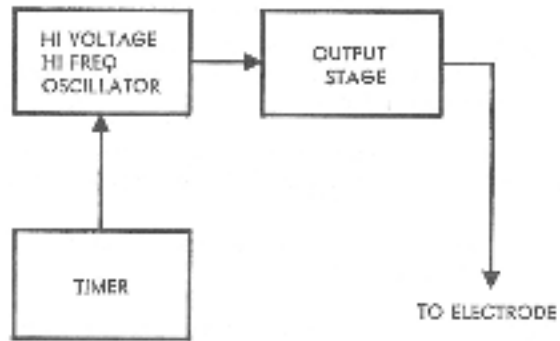 HI VOLTAGE
HI FREQ
OSCILLATOR
OUTPUT
STAGE
TIMER
TO ELECTRODE